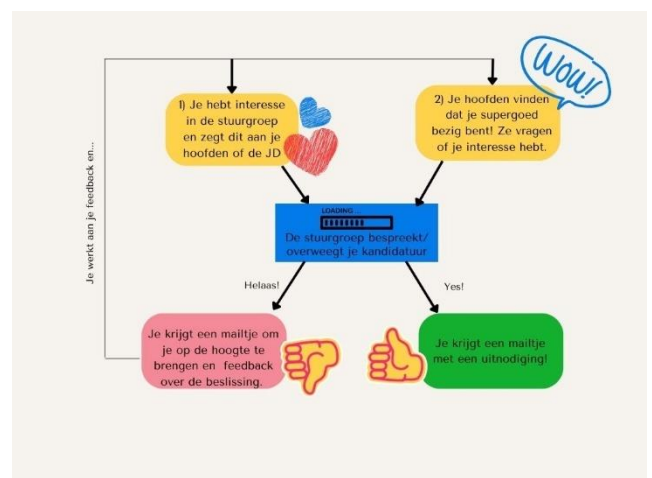 WOW!
1) Je hebt interesse
in de stuurgroep
en zegt dit aan je
hoofden of de JD
2) Je hoofden vinden
dat je supergoed
bezig bent! Ze vragen
of je interesse hebt.
Je werkt aan je feedback en...
LOADING...
De stuurgroep bespreekt/
overweegt je kandidatuur
Helaas!
Yes!
Je krijgt een mailtje om
je op de hoogte te
brengen en feedback
over de beslissing.
Je krijgt een mailtje
met een uitnodiging!